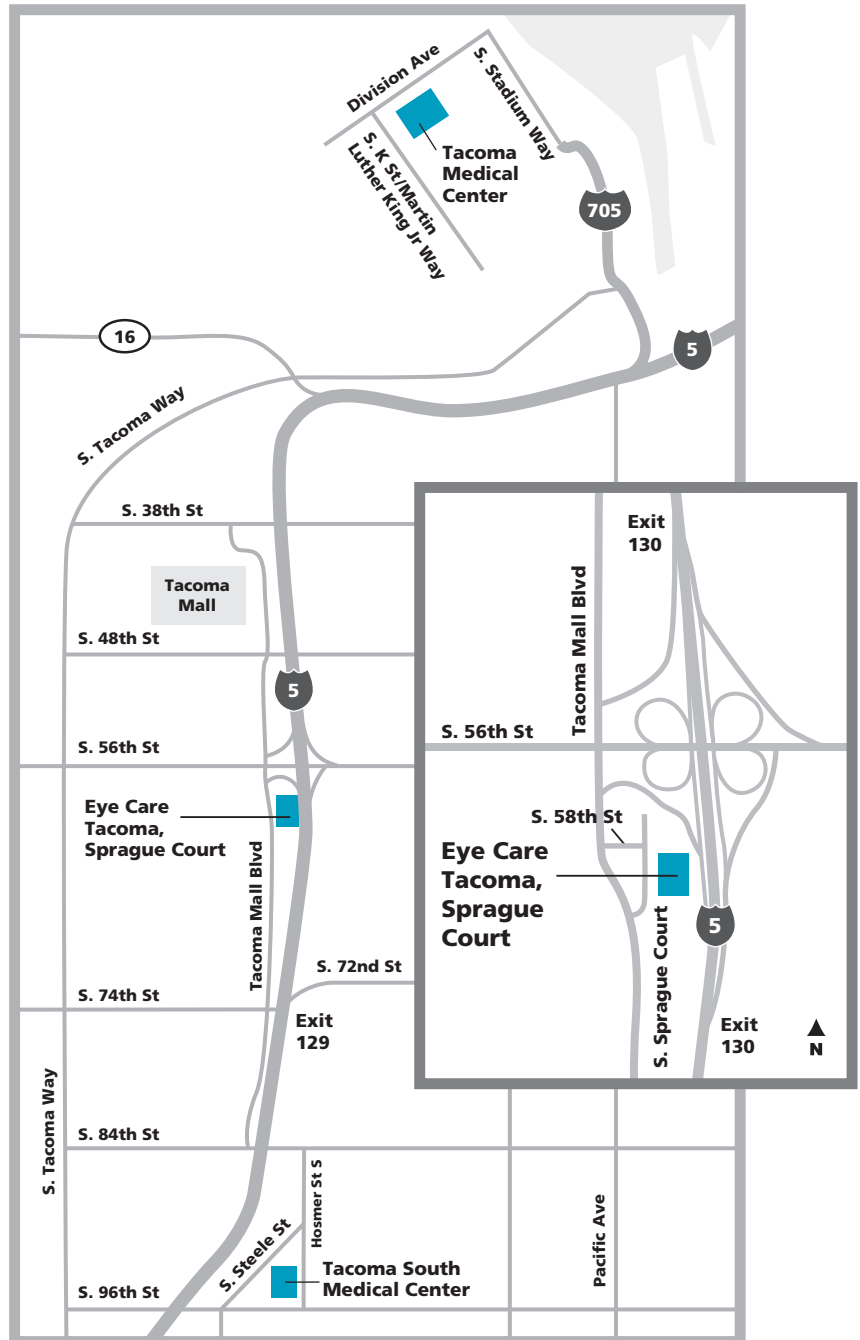 Division Ave
S. Stadium Way
S. K St/Martin
Luther King Jr Way
Tacoma
Medical
Center
705
16
5
S. Tacoma Way
S. 38th St
Tacoma
Mall
S. 48th St
5
S. 56th St
Eye Care
Tacoma,
Sprague Court
Tacoma Mall Blvd
S. 72nd St
S. 74th St
Exit
129
S. Tacoma Way
S. 84th St
Hosmer St S
S. Steele St
Pacific Ave
Tacoma South
Medical Center
S. 96th St
Exit
130
Tacoma Mall Blvd
S. 56th St
S. 58th St
Eye Care
Tacoma,
Sprague
Court
5
S. Sprague Court
Exit
130
N